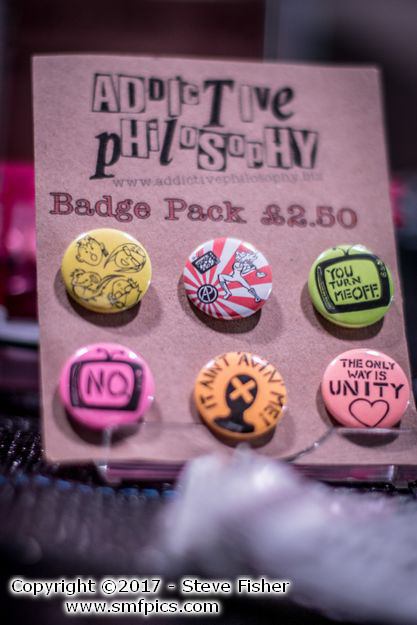 ADDICTIVE
PHILOSOPHY
www.addictivephilosophy.biz
Badge Pack £2.50
YOU
TURN
ME OFF.
NO.
IT AIN'T AVIN ME!
THE ONLY
WAY IS
UNITY
Copyright ©2017 - Steve Fisher
www.smfpics.com